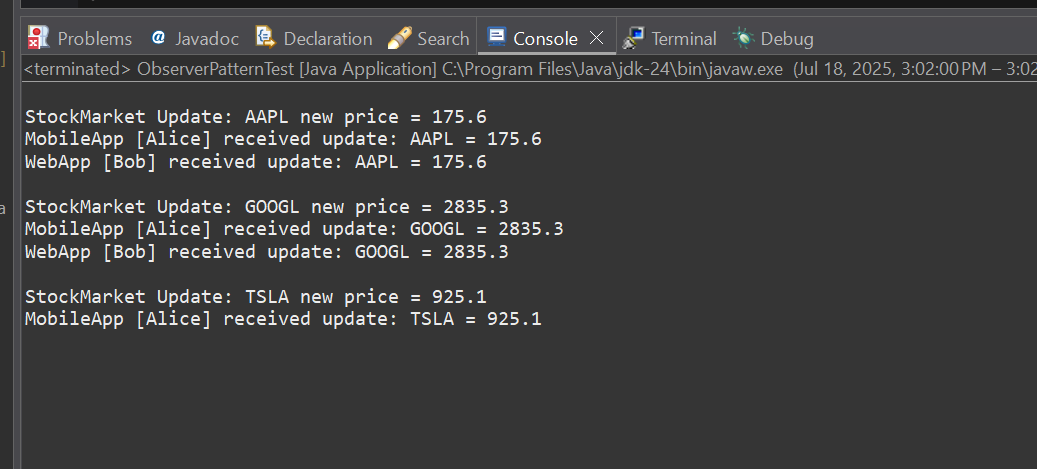 Problems Javadoc Declaration Search Console Terminal Debug
<terminated> ObserverPatternTest [Java Application] C:\Program Files\Java\jdk-24\bin\javaw.exe (Jul 18, 2025, 3:02:00 PM – 3:02
]
StockMarket Update: AAPL new price = 175.6
MobileApp [Alice] received update: AAPL = 175.6
WebApp [Bob] received update: AAPL = 175.6
a
StockMarket Update: GOOGL new price = 2835.3
MobileApp [Alice] received update: GOOGL = 2835.3
WebApp [Bob] received update: GOOGL = 2835.3
StockMarket Update: TSLA new price = 925.1
MobileApp [Alice] received update: TSLA = 925.1